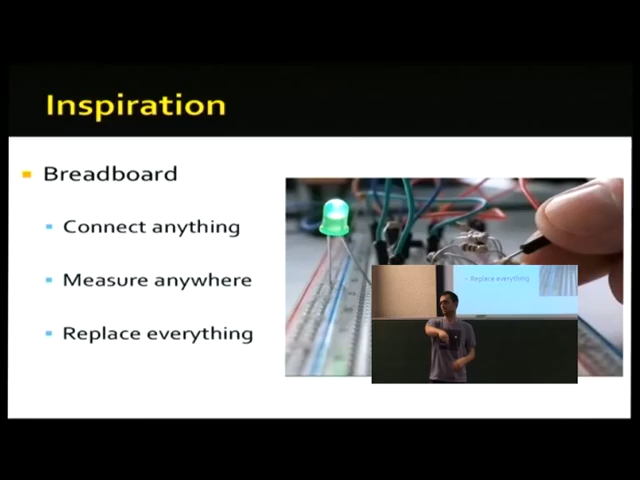 Inspiration
Breadboard
Connect anything
Measure anywhere
Replace everything
Replace everything